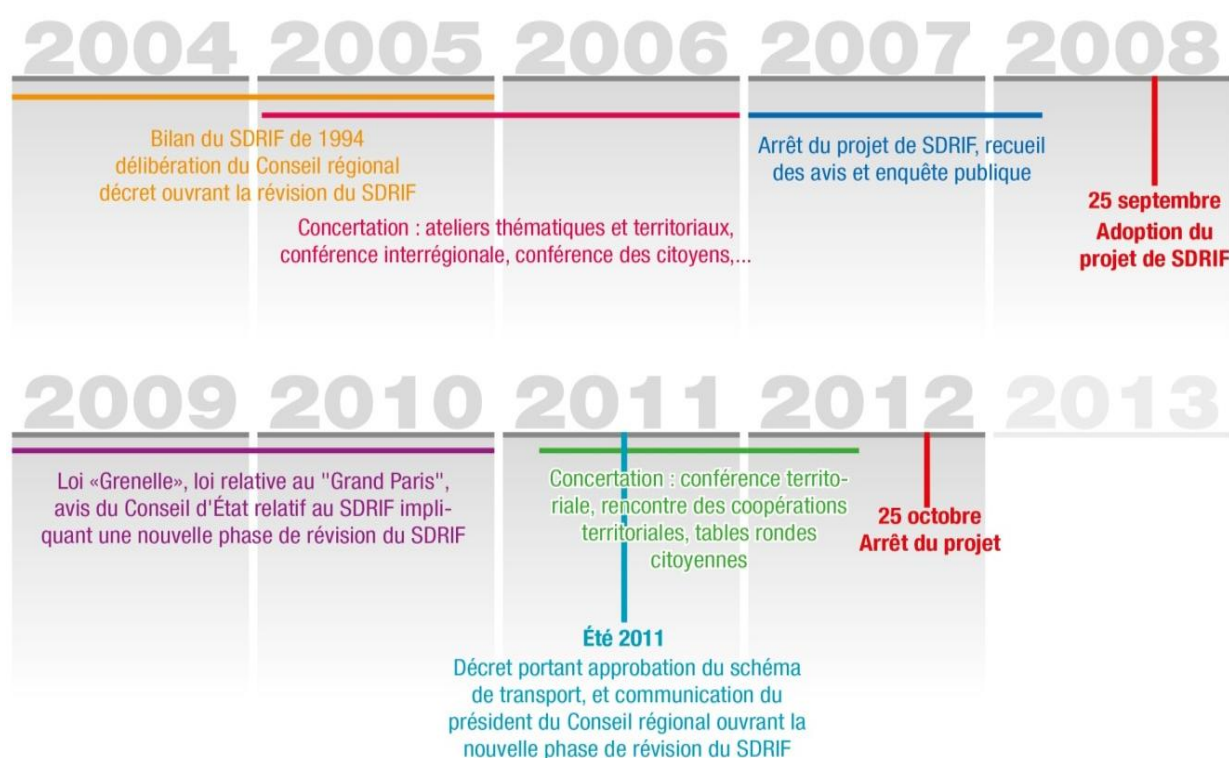 2004 2005 2006 2007 2008
Bilan du SDRIF de 1994
délibération du Conseil régional
décret ouvrant la révision du SDRIF
Concertation : ateliers thématiques et territoriaux,
conférence interrégionale, conférence des citoyens,...
Arrêt du projet de SDRIF, recueil
des avis et enquête publique
25 septembre
Adoption du
projet de SDRIF
2009 2010 2011 2012 2013
Loi «Grenelle», loi relative au "Grand Paris",
avis du Conseil d'État relatif au SDRIF impli-
quant une nouvelle phase de révision du SDRIF
Concertation : conférence territo-
riale, rencontre des coopérations
territoriales, tables rondes
citoyennes
25 octobre
Arrêt du projet
Été 2011
Décret portant approbation du schéma
de transport, et communication du
président du Conseil régional ouvrant la
nouvelle phase de révision du SDRIF